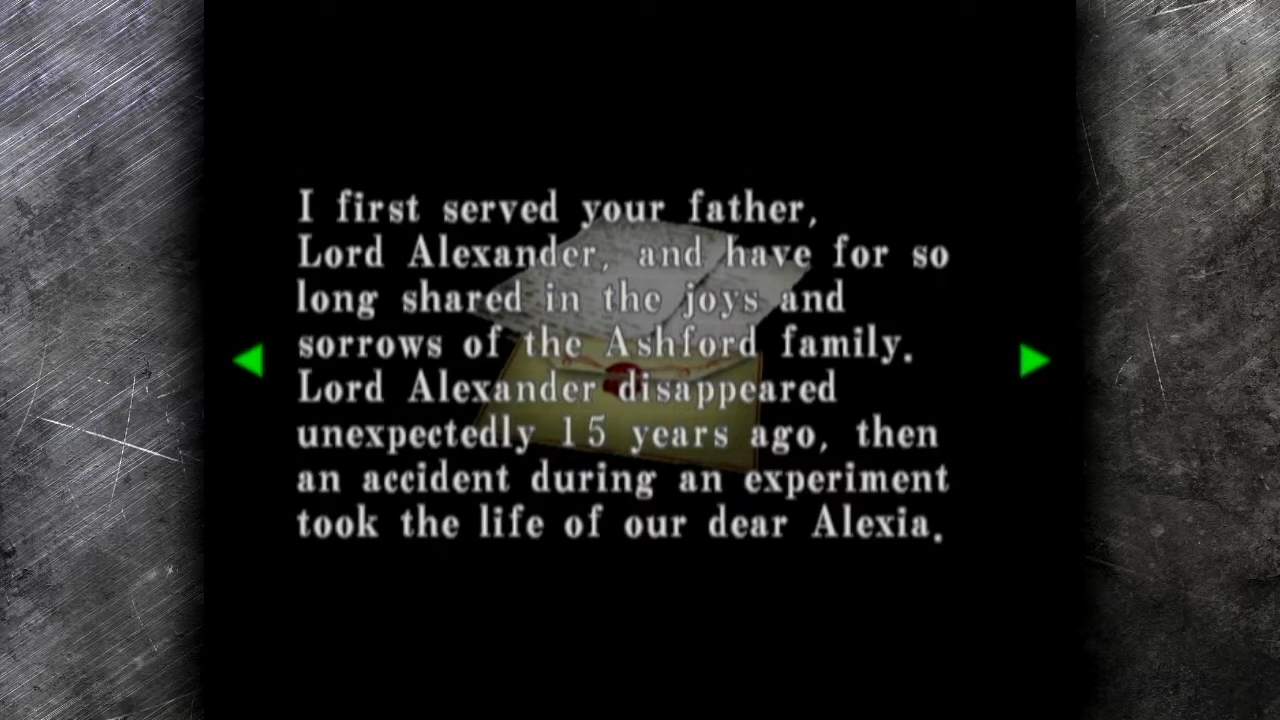 I first served your father,
Lord Alexander, and have for so
long shared in the joys and
sorrows of the Ashford family.
Lord Alexander disappeared
unexpectedly 15 years ago, then
an accident during an experiment
took the life of our dear Alexia.